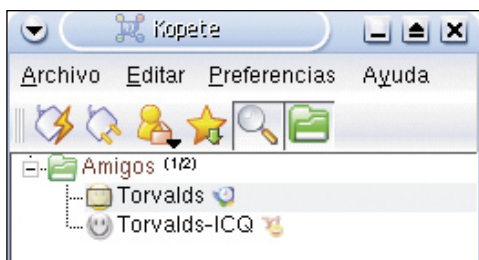 Kopete
Archivo Editar Preferencias Ayuda
Amigos (1/2)
Torvalds
Torvalds-ICQ